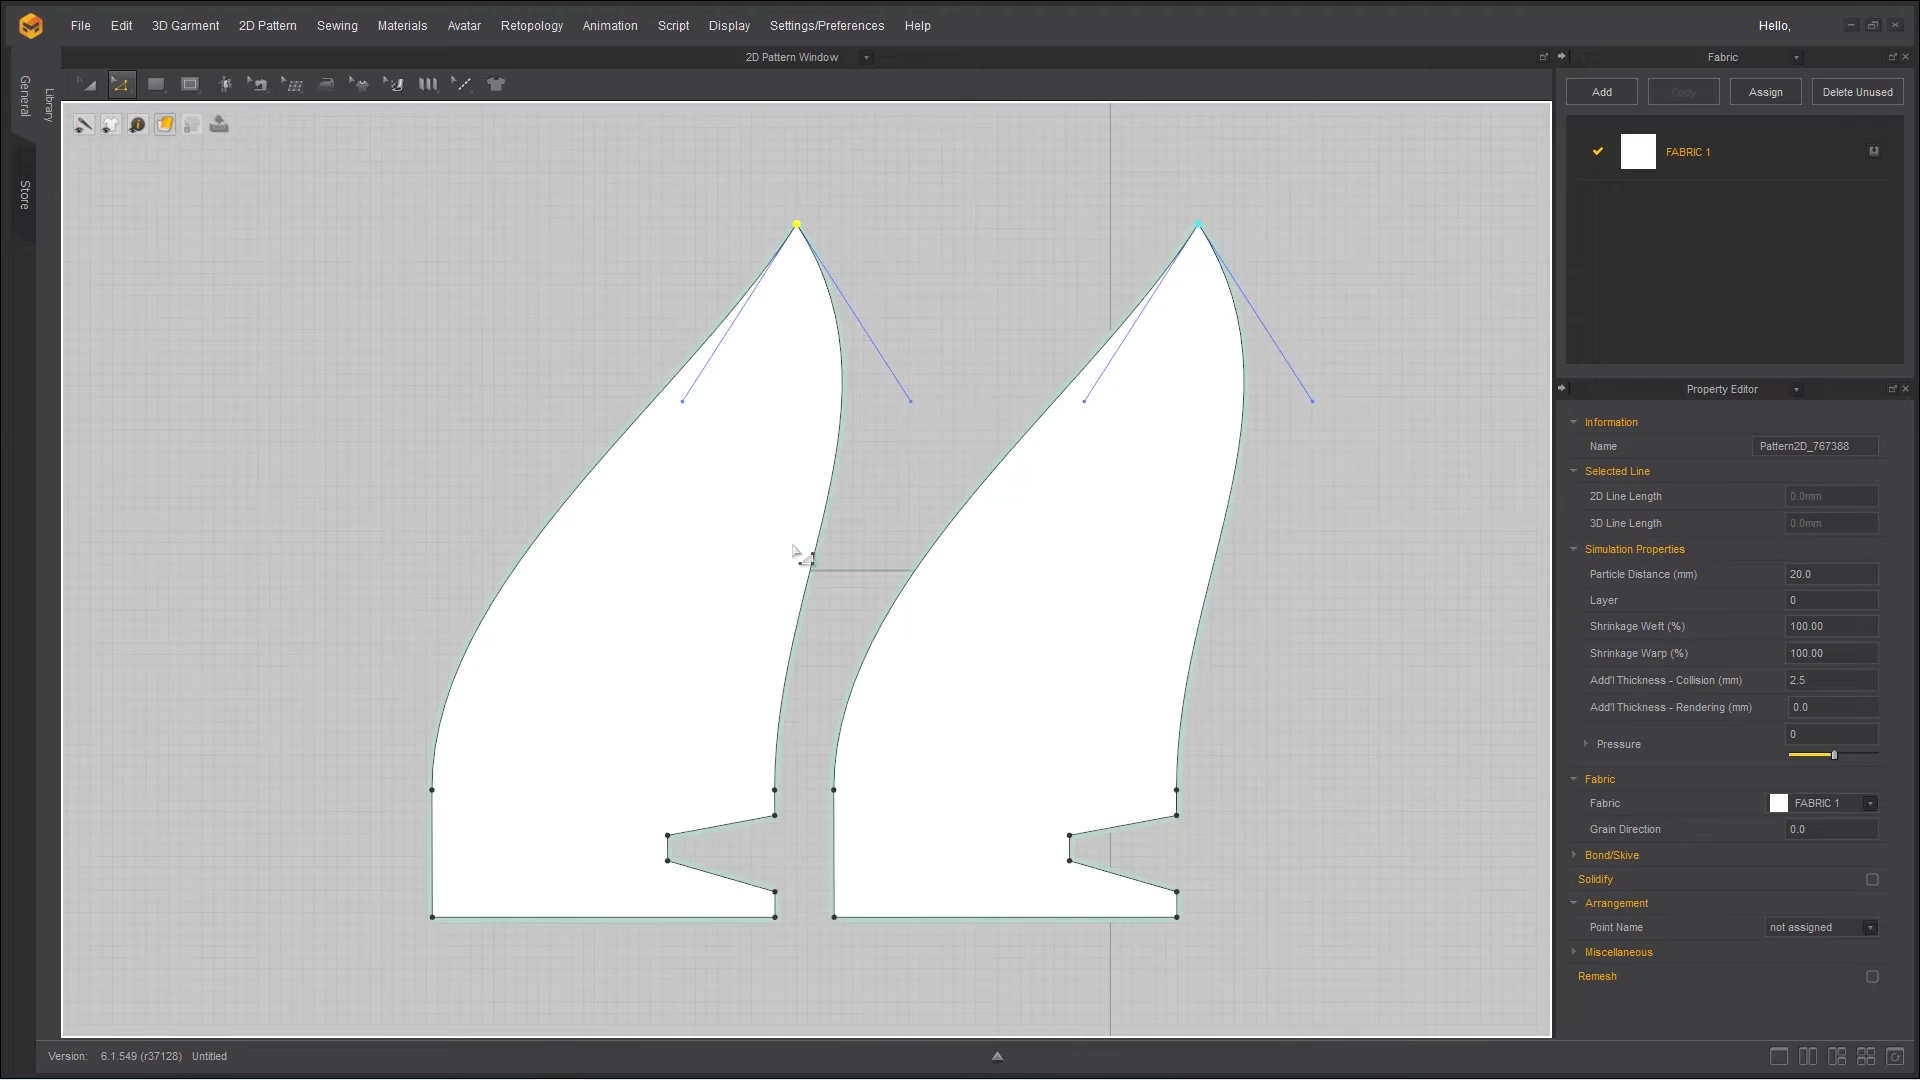 File Edit 3D Garment 2D Pattern Sewing Materials Avatar Retopology Animation Script Display Settings/Preferences Help Hello,
2D Pattern Window
Fabric
General
Library
Store
Add Copy Assign Delete Unused
FABRIC 1
Property Editor
Information
Name Pattern2D_767388
Selected Line
2D Line Length 0.0mm
3D Line Length 0.0mm
Simulation Properties
Particle Distance (mm) 20.0
Layer 0
Shrinkage Weft (%) 100.00
Shrinkage Warp (%) 100.00
Add'l Thickness - Collision (mm) 2.5
Add'l Thickness - Rendering (mm) 0.0
Pressure 0
Fabric
Fabric FABRIC 1
Grain Direction 0.0
Bond/Skive
Solidify
Arrangement
Point Name not assigned
Miscellaneous
Remesh
Version: 6.1.549 (r37128) Untitled